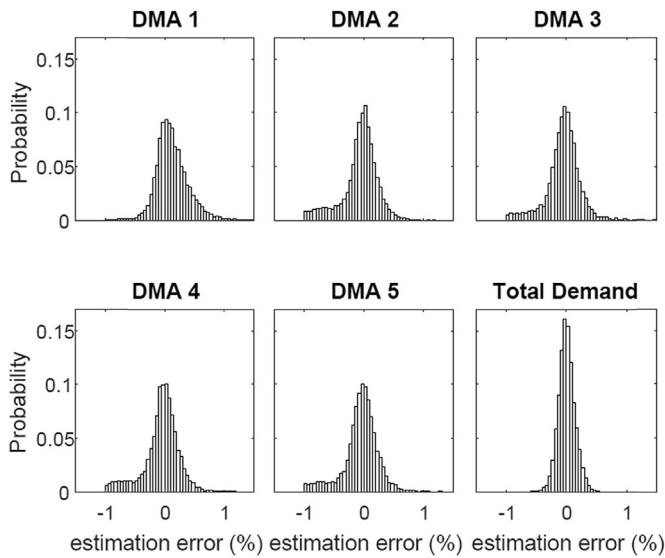 DMA 1 DMA 2 DMA 3
0.15
0.1
0.05
0
Probability
DMA 4 DMA 5 Total Demand
0.15
0.1
0.05
0
Probability
-1 0 1 -1 0 1 -1 0 1
estimation error (%) estimation error (%) estimation error (%)